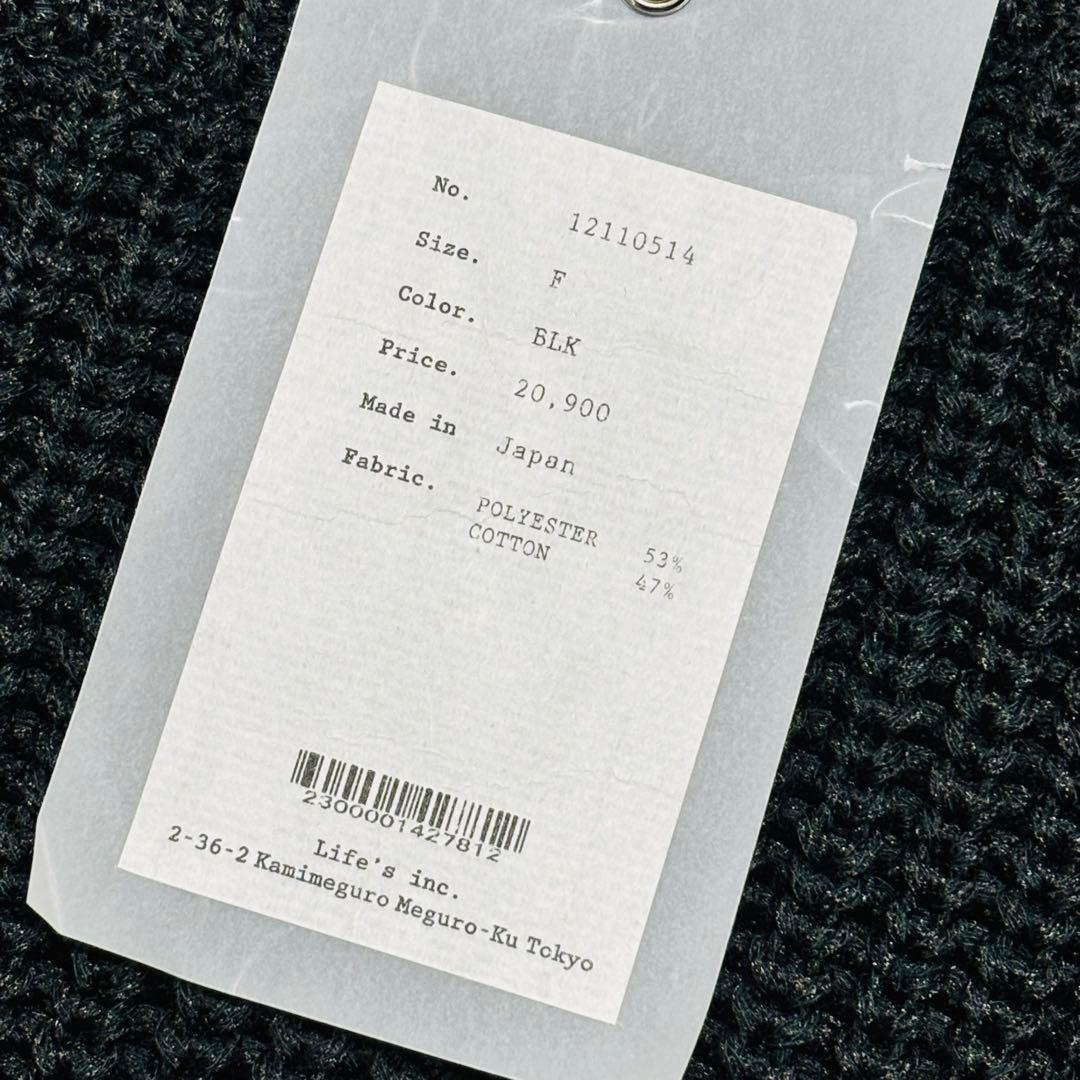 No. 12110514
Size. F
Color. BLK
Price. 20,900
Made in Japan
Fabric.
POLYESTER 53%
COTTON 47%
2300001427812
Life's inc.
2-36-2 Kamimeguro Meguro-Ku Tokyo